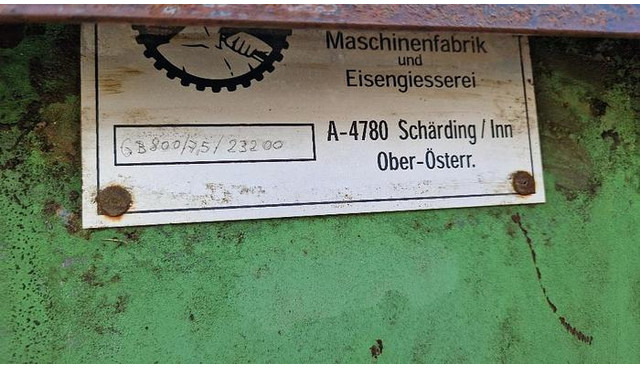 Maschinenfabrik
und
Eisengiesserei
GB800/7,5/23200
A-4780 Schärding/Inn
Ober-Österr.